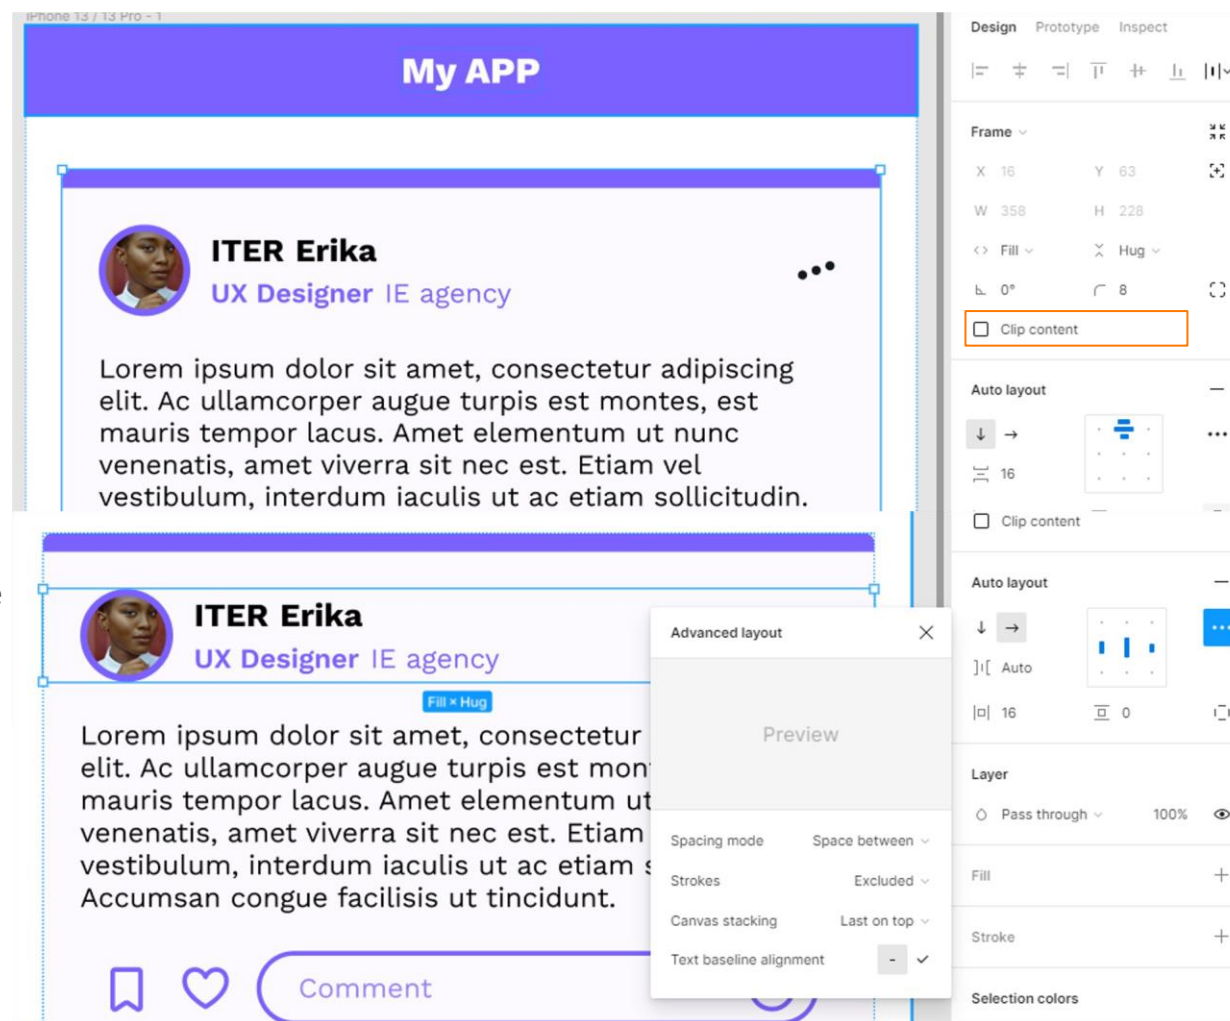 iPhone 13 / 13 Pro - 1
Design Prototype Inspect
My APP
Frame
X 16 Y 63
W 358 H 228
Fill Hug
0° 8
Clip content
ITER Erika
UX Designer IE agency
Lorem ipsum dolor sit amet, consectetur adipiscing
elit. Ac ullamcorper augue turpis est montes, est
mauris tempor lacus. Amet elementum ut nunc
venenatis, amet viverra sit nec est. Etiam vel
vestibulum, interdum iaculis ut ac etiam sollicitudin.
Auto layout
16
Clip content
ITER Erika
UX Designer IE agency
Fill × Hug
Lorem ipsum dolor sit amet, consectetur
elit. Ac ullamcorper augue turpis est mon
mauris tempor lacus. Amet elementum ut
venenatis, amet viverra sit nec est. Etiam
vestibulum, interdum iaculis ut ac etiam s
Accumsan congue facilisis ut tincidunt.
Comment
Advanced layout
Preview
Spacing mode Space between
Strokes Excluded
Canvas stacking Last on top
Text baseline alignment
Auto layout
Auto
16 0
Layer
Pass through 100%
Fill
Stroke
Selection colors